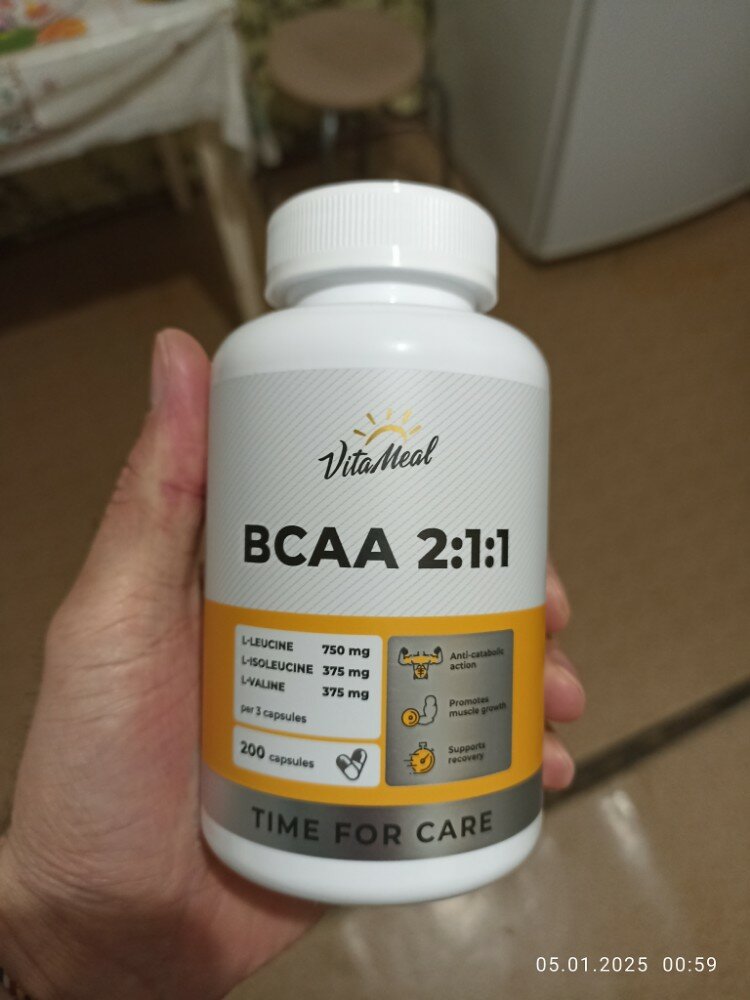 VitaMeal
BCAA 2:1:1
L-LEUCINE 750 mg
L-ISOLEUCINE 375 mg
L-VALINE 375 mg
per 3 capsules
200 capsules
Anti-catabolic
action
Promotes
muscle growth
Supports
recovery
TIME FOR CARE
05.01.2025 00:59